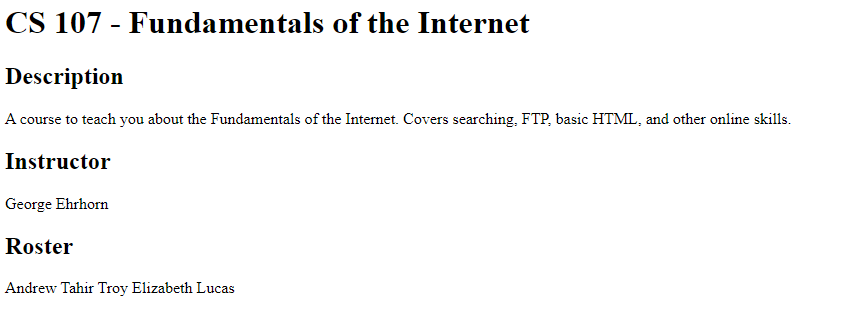 CS 107 - Fundamentals of the Internet
Description
A course to teach you about the Fundamentals of the Internet. Covers searching, FTP, basic HTML, and other online skills.
Instructor
George Ehrhorn
Roster
Andrew Tahir Troy Elizabeth Lucas